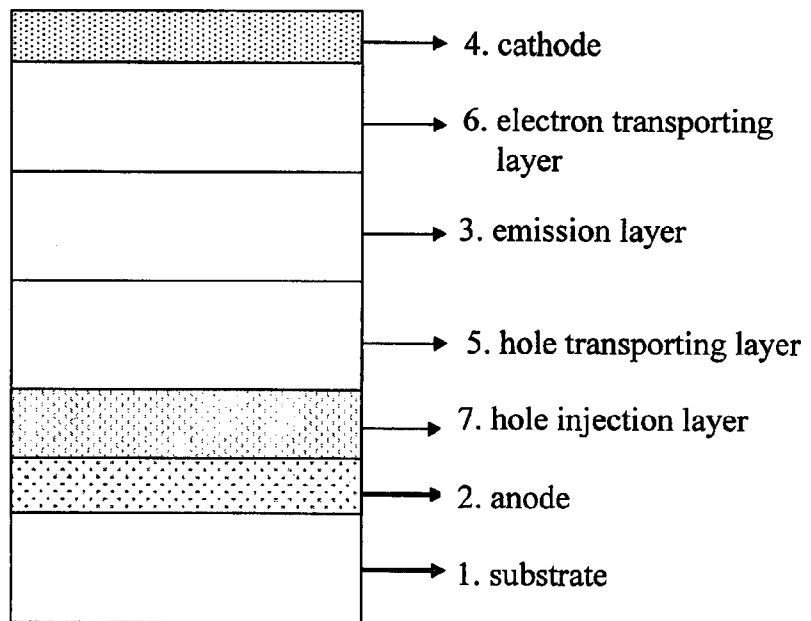 4. cathode
6. electron transporting
layer
3. emission layer
5. hole transporting layer
7. hole injection layer
2. anode
1. substrate